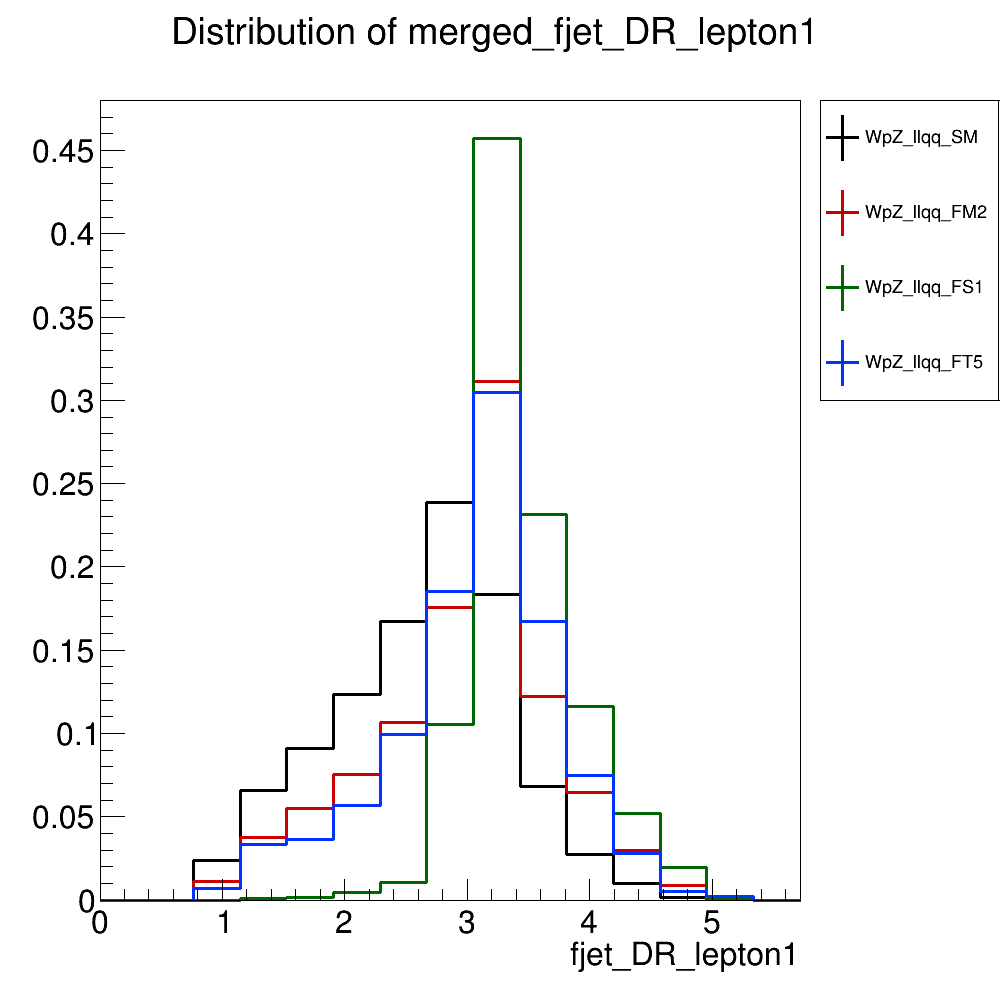 Distribution of merged_fjet_DR_lepton1
WpZ_llqq_SM
WpZ_llqq_FM2
WpZ_llqq_FS1
WpZ_llqq_FT5
0.45
0.4
0.35
0.3
0.25
0.2
0.15
0.1
0.05
0
0 1 2 3 4 5
fjet_DR_lepton1